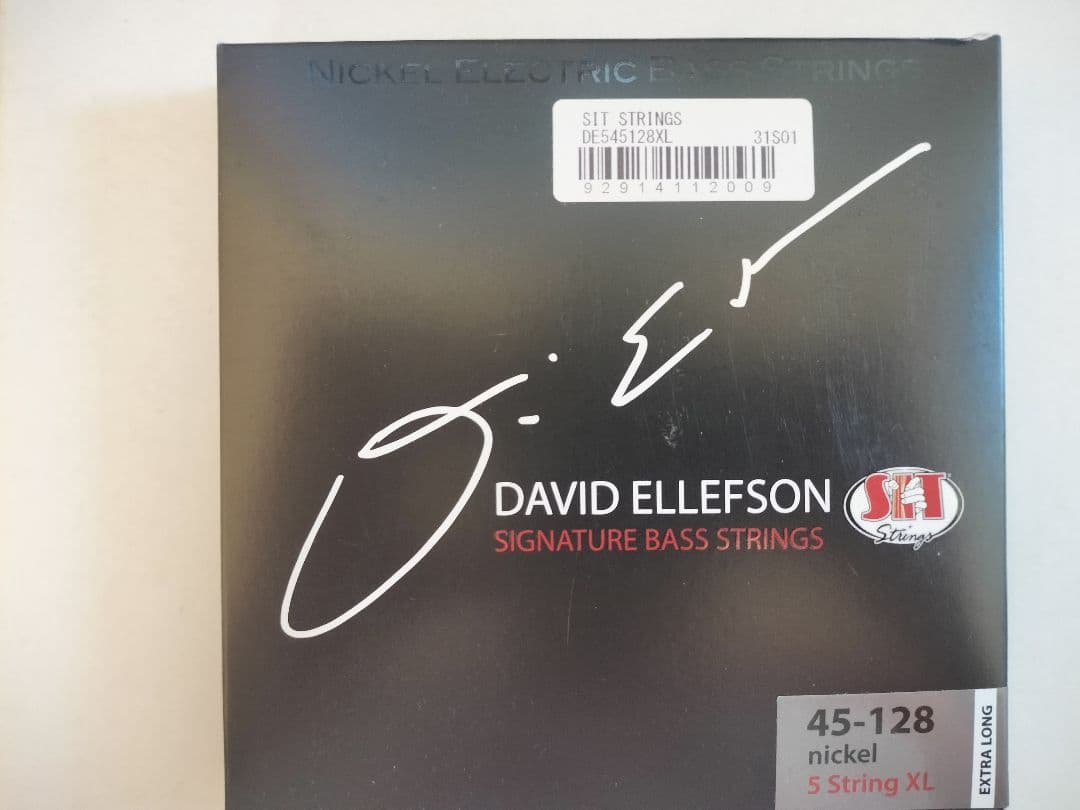 NICKEL ELECTRIC BASS STRINGS
SIT STRINGS
DE545128XL 31S01
92914112009
DAVID ELLEFSON
SIGNATURE BASS STRINGS
SIT
Strings
45-128
nickel
5 String XL
EXTRA LONG